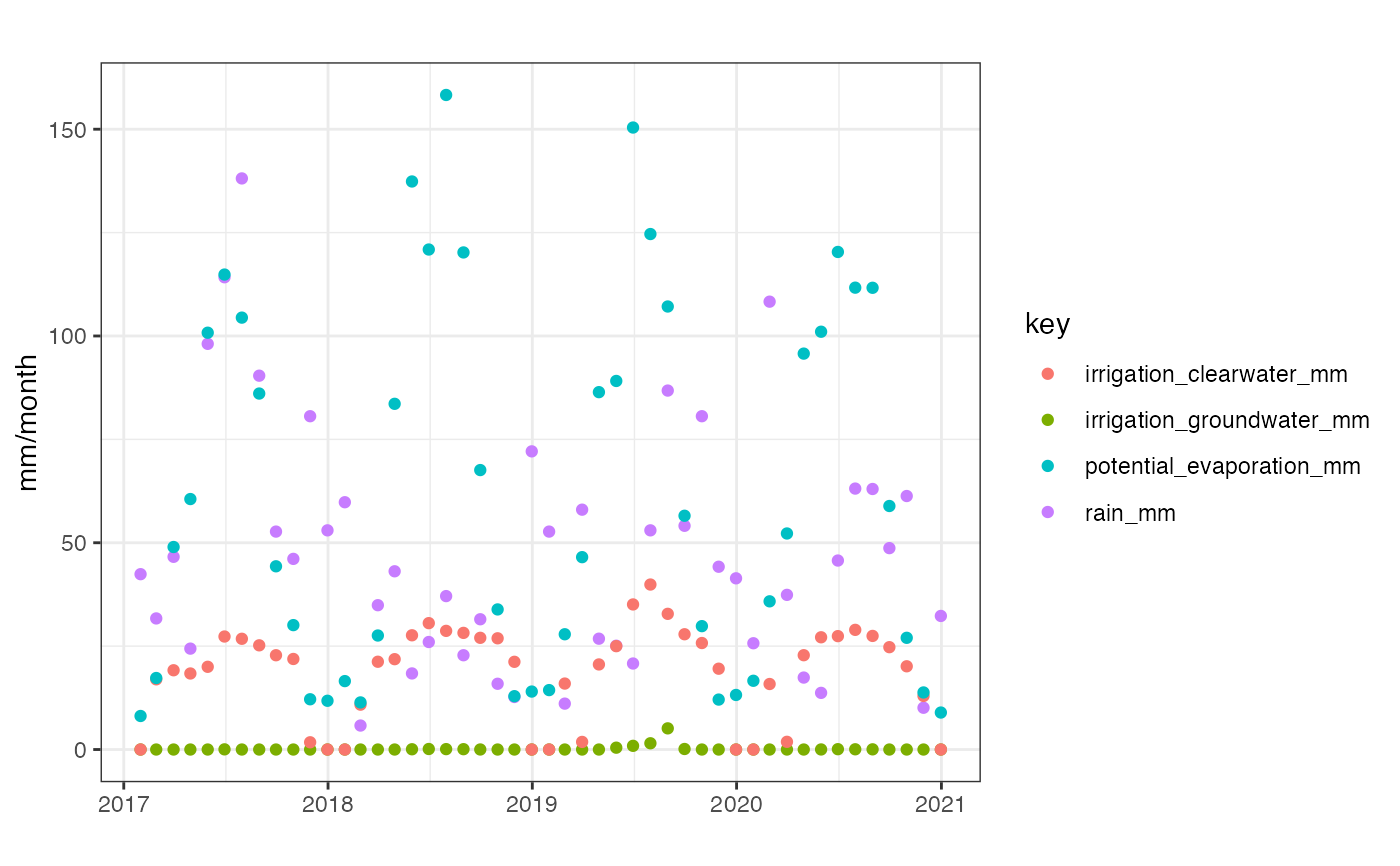 mm/month
150
100
50
0
2017 2018 2019 2020 2021
key
irrigation_clearwater_mm
irrigation_groundwater_mm
potential_evaporation_mm
rain_mm